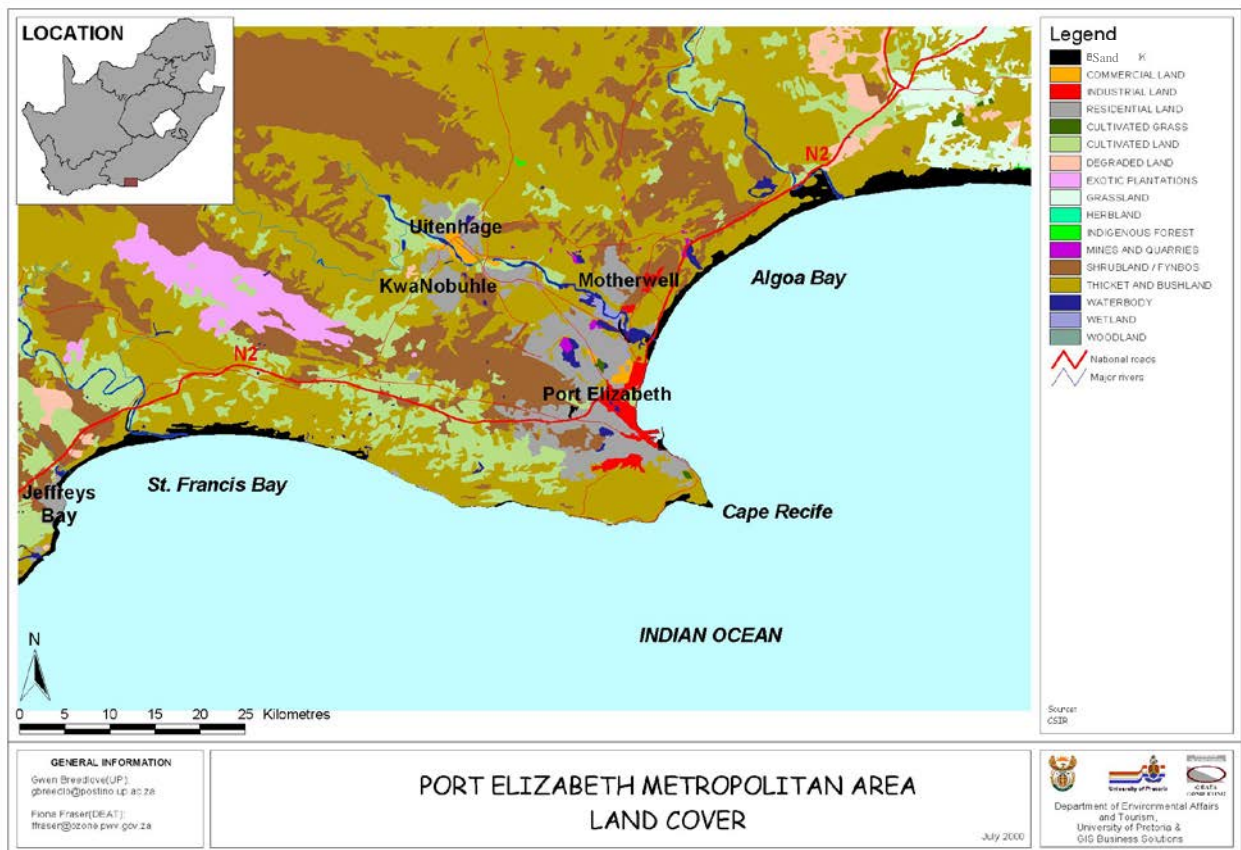 LOCATION
N2
Uitenhage
KwaNobuhle
Motherwell
Algoa Bay
N2
Port Elizabeth
St. Francis Bay
Jeffreys
Bay
Cape Recife
INDIAN OCEAN
N
0 5 10 15 20 25 Kilometres
Legend
Sand
COMMERCIAL LAND
INDUSTRIAL LAND
RESIDENTIAL LAND
CULTIVATED GRASS
CULTIVATED LAND
DEGRADED LAND
EXOTIC PLANTATIONS
GRASSLAND
HERBLAND
INDIGENOUS FOREST
MINES AND QUARRIES
SHRUBLAND / FYNBOS
THICKET AND BUSHLAND
WATERBODY
WETLAND
WOODLAND
National roads
Major rivers
Source:
CSIR
GENERAL INFORMATION
Gwen Breedlove(UP):
gbreedlo@postino.up.ac.za
Fiona Fraser(DEAT):
ffraser@ozone.pwv.gov.za
PORT ELIZABETH METROPOLITAN AREA
LAND COVER
July 2000
University of Pretoria
Department of Environmental Affairs
and Tourism,
University of Pretoria &
GIS Business Solutions